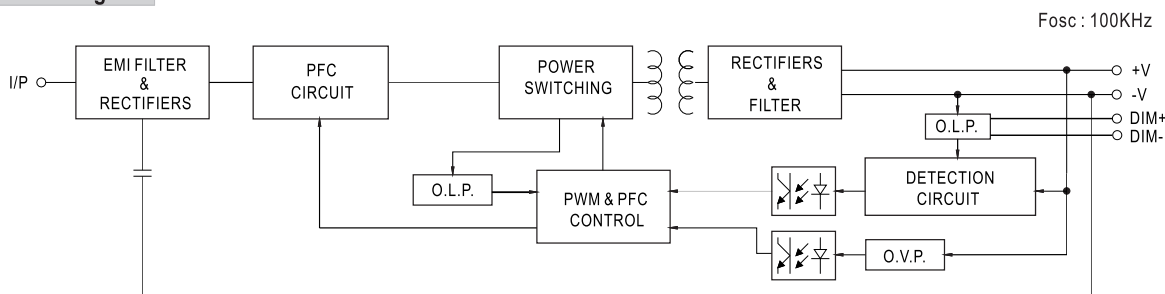 Fosc : 100KHz
I/P
EMI FILTER
&
RECTIFIERS
PFC
CIRCUIT
POWER
SWITCHING
RECTIFIERS
&
FILTER
+V
-V
DIM+
DIM-
O.L.P.
O.L.P.
PWM & PFC
CONTROL
DETECTION
CIRCUIT
O.V.P.